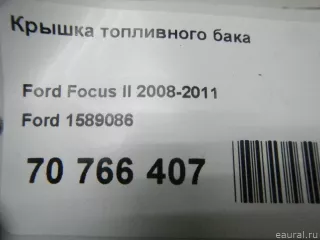 Крышка топливного бака
Ford Focus II 2008-2011
Ford 1589086
70 766 407
eaural.ru